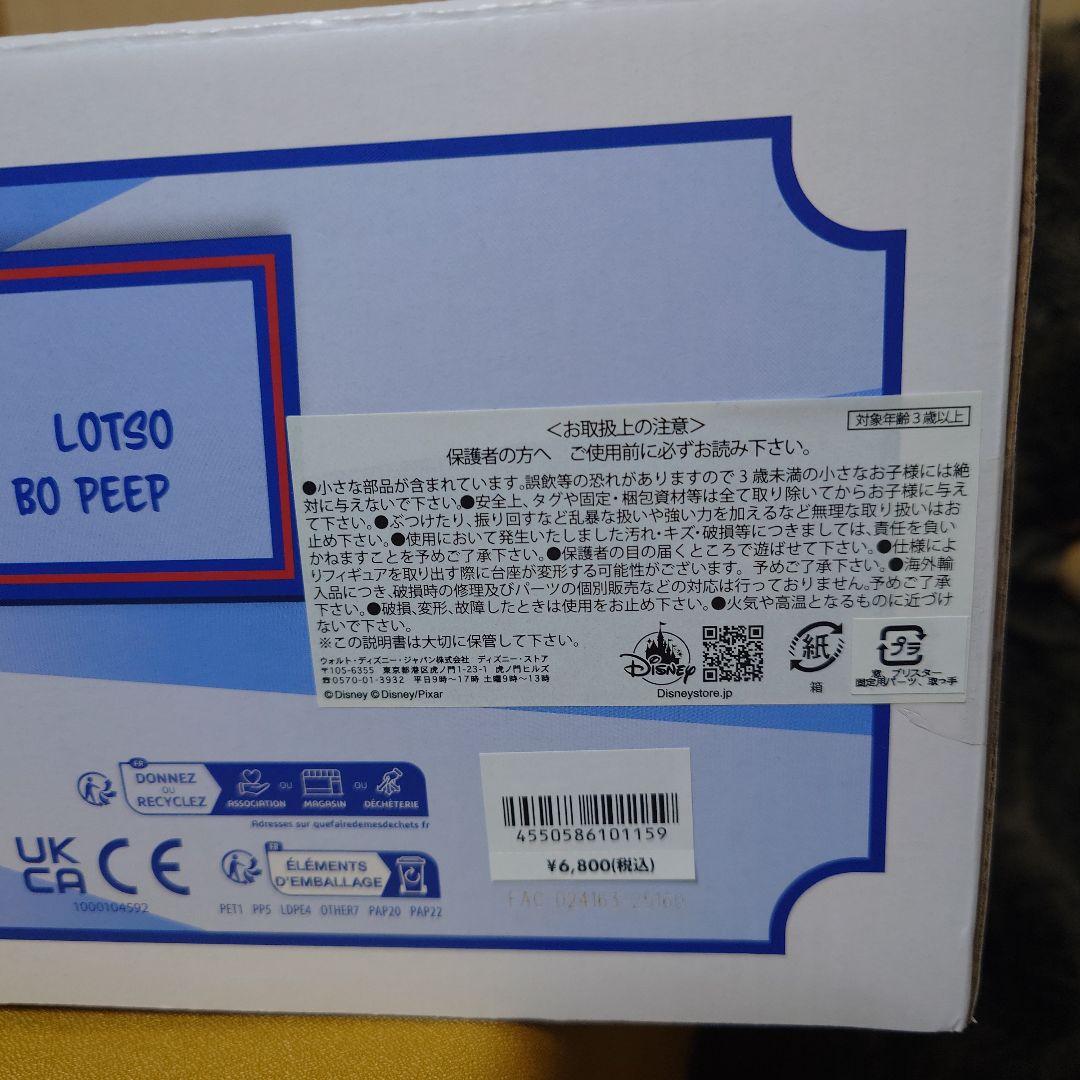 LOTSO
BO PEEP
<お取扱上の注意>
対象年齢3歳以上
保護者の方へ ご使用前に必ずお読み下さい。
●小さな部品が含まれています。誤飲等の恐れがありますので3歳未満の小さなお子様には絶
対に与えないで下さい。●安全上、タグや固定・梱包資材等は全て取り除いてからお子様に与え
て下さい。●ぶつけたり、振り回すなど乱暴な扱いや強い力を加えるなど無理な取り扱いはお
止め下さい。●使用において発生いたしました汚れ・キズ・破損等につきましては、責任を負い
かねますことを予めご了承下さい。●保護者の目の届くところで遊ばせて下さい。●仕様によ
りフィギュアを取り出す際に台座が変形する可能性がございます。予めご了承下さい。●海外輸
入品につき、破損時の修理及びパーツの個別販売などの対応は行っておりません。予めご了承
下さい。●破損、変形、故障したときは使用をお止め下さい。●火気や高温となるものに近づけ
ないで下さい。
※この説明書は大切に保管して下さい。
ウォルト・ディズニー・ジャパン株式会社 ディズニー・ストア
〒105-6355 東京都港区虎ノ門1-23-1 虎ノ門ヒルズ
☎0570-01-3932 平日9時〜17時 土曜9時〜13時
©Disney ©Disney/Pixar
Disney
Disneystore.jp
紙
箱
プラ
窓、ブリスター
固定用パーツ、取っ手
FR
DONNEZ
OU
RECYCLEZ
ASSOCIATION
OU
MAGASIN
OU
DÉCHÈTERIE
Adresses sur quefairedemesdechets.fr
UK
CA
CE
1000104592
FR
ÉLÉMENTS
D'EMBALLAGE
PET1 PP5 LDPE4 OTHER7 PAP20 PAP22
4550586101159
¥6,800(税込)
FAC-024163-25160